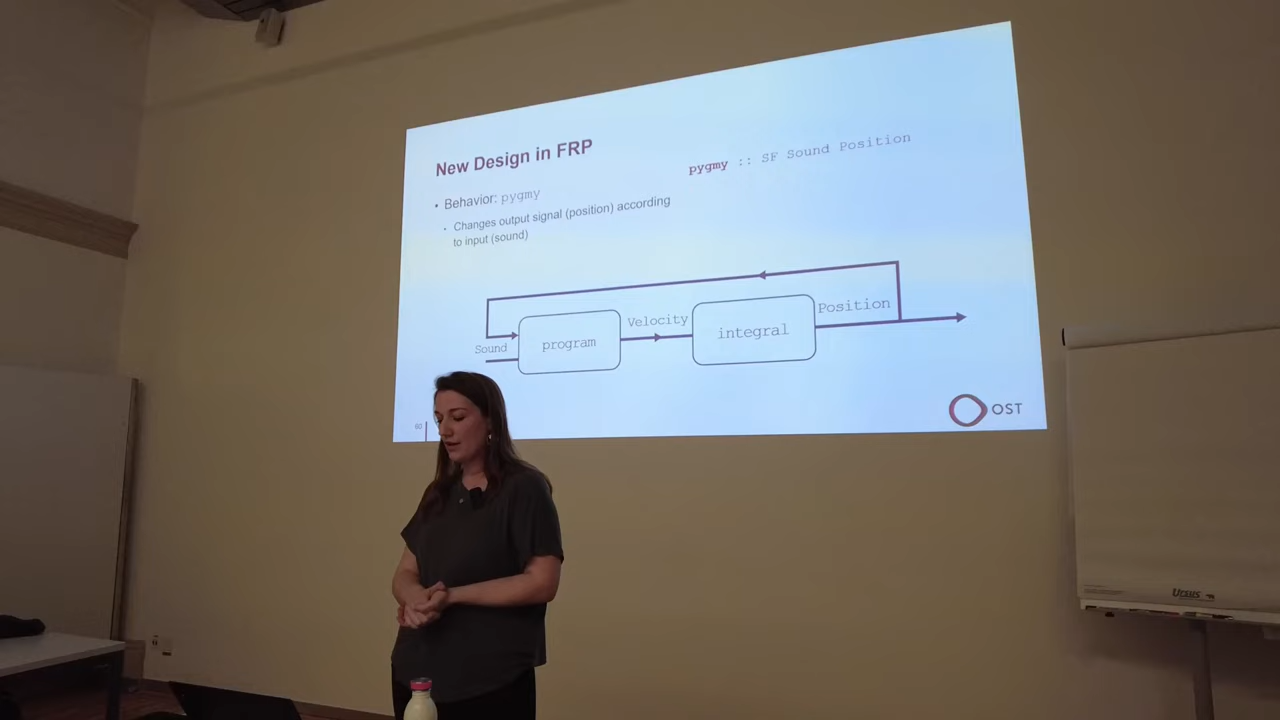 New Design in FRP
pygmy :: SF Sound Position
• Behavior: pygmy
• Changes output signal (position) according
to input (sound)
Sound
program
Velocity
integral
Position
60
OST